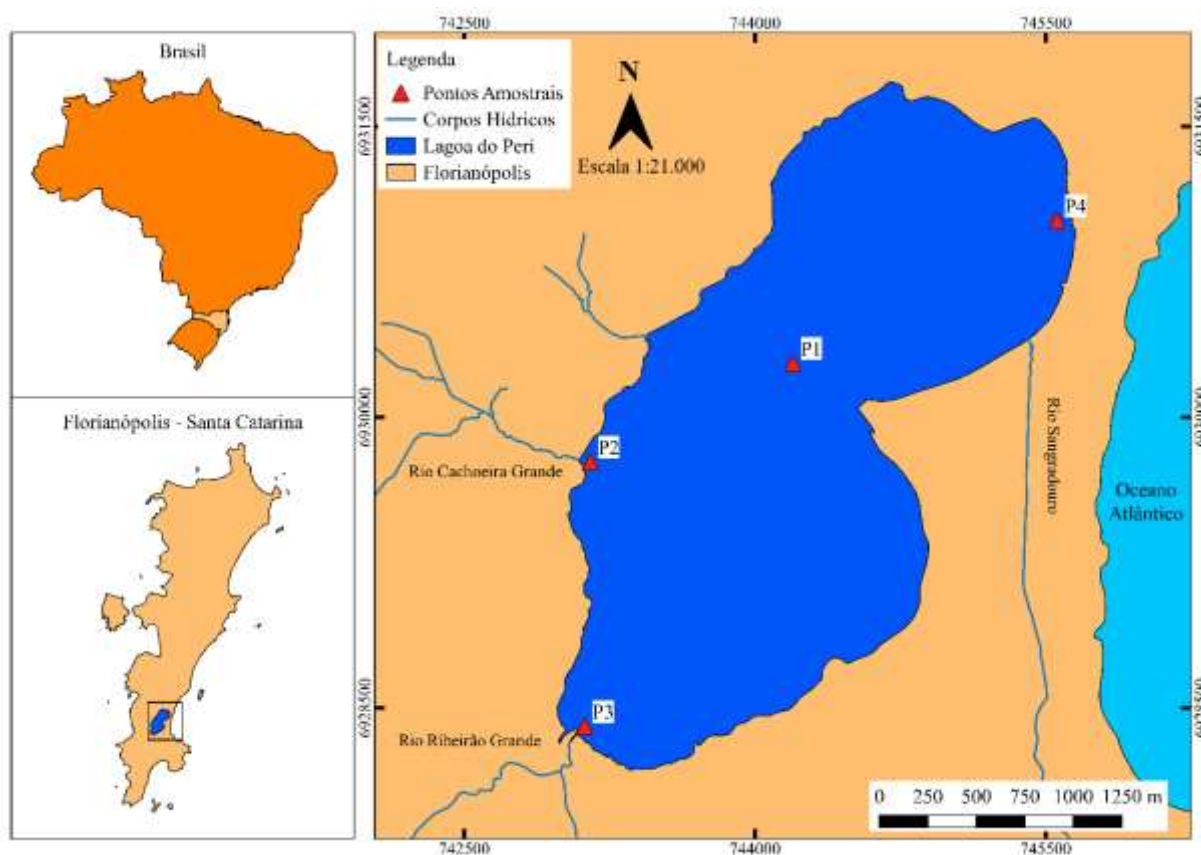 Brasil
Florianópolis - Santa Catarina
742500
744000
745500
Legenda
Pontos Amostrais
Corpos Hídricos
Lagoa do Peri
Florianópolis
N
Escala 1:21.000
6931500
6931500
P4
P1
6930000
6930000
P2
Rio Cachoeira Grande
Rio Sangradouro
Oceano
Atlântico
6928500
6928500
P3
Rio Ribeirão Grande
0 250 500 750 1000 1250 m
742500
744000
745500